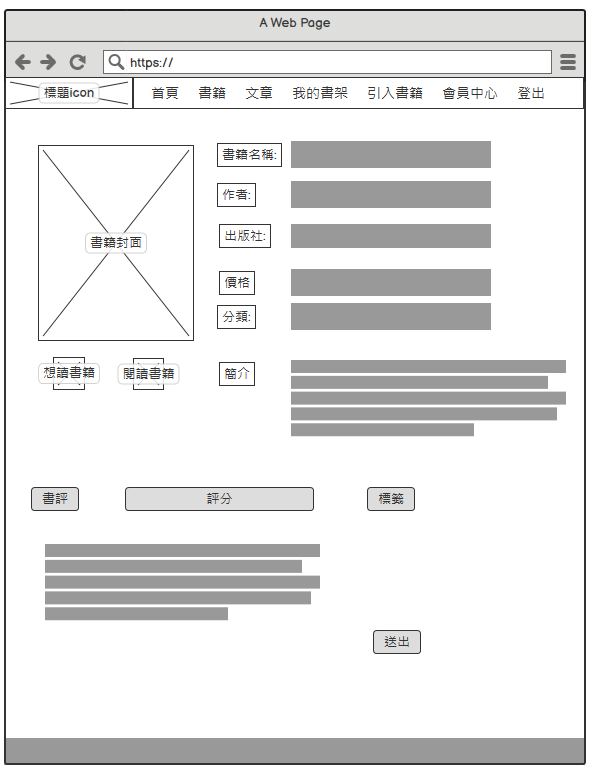 A Web Page
https://
標題icon 首頁 書籍 文章 我的書架 引入書籍 會員中心 登出
書籍名稱:
作者:
書籍封面
出版社:
價格
分類:
想讀書籍 閱讀書籍 簡介
書評 評分 標籤
送出